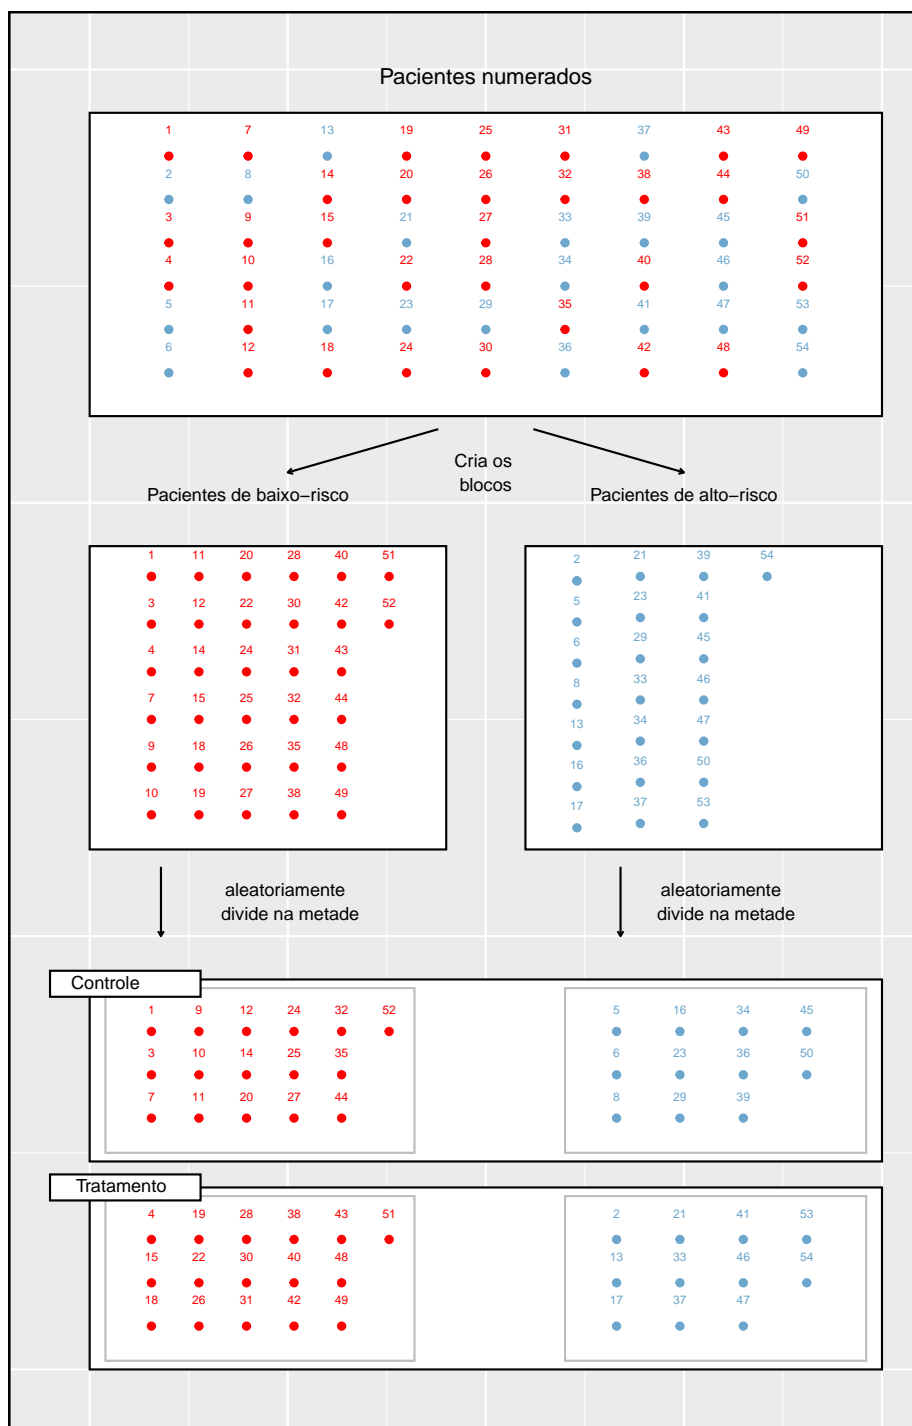 Pacientes numerados
1 7 13 19 25 31 37 43 49
2 8 14 20 26 32 38 44 50
3 9 15 21 27 33 39 45 51
4 10 16 22 28 34 40 46 52
5 11 17 23 29 35 41 47 53
6 12 18 24 30 36 42 48 54
Cria os
blocos
Pacientes de baixo−risco
1 11 20 28 40 51
3 12 22 30 42 52
4 14 24 31 43
7 15 25 32 44
9 18 26 35 48
10 19 27 38 49
Pacientes de alto−risco
2 21 39 54
5 23 41
6 29 45
8 33 46
13 34 47
16 36 50
17 37 53
aleatoriamente
divide na metade
aleatoriamente
divide na metade
Controle
1 9 12 24 32 52
3 10 14 25 35
7 11 20 27 44
5 16 34 45
6 23 36 50
8 29 39
Tratamento
4 19 28 38 43 51
15 22 30 40 48
18 26 31 42 49
2 21 41 53
13 33 46 54
17 37 47